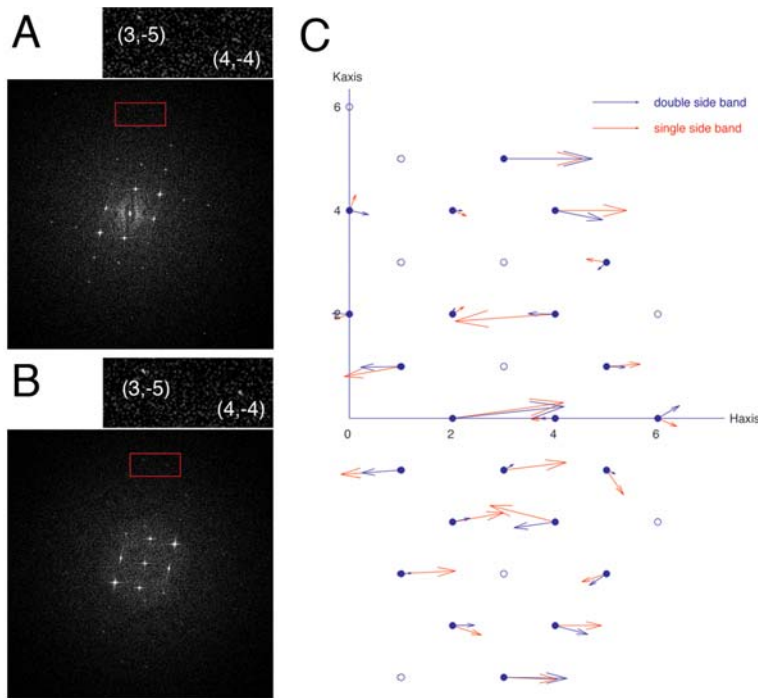 A
(3,-5)
(4,-4)
B
(3,-5)
(4,-4)
C
Kaxis
6
4
2
0
2
4
6
Haxis
double side band
single side band